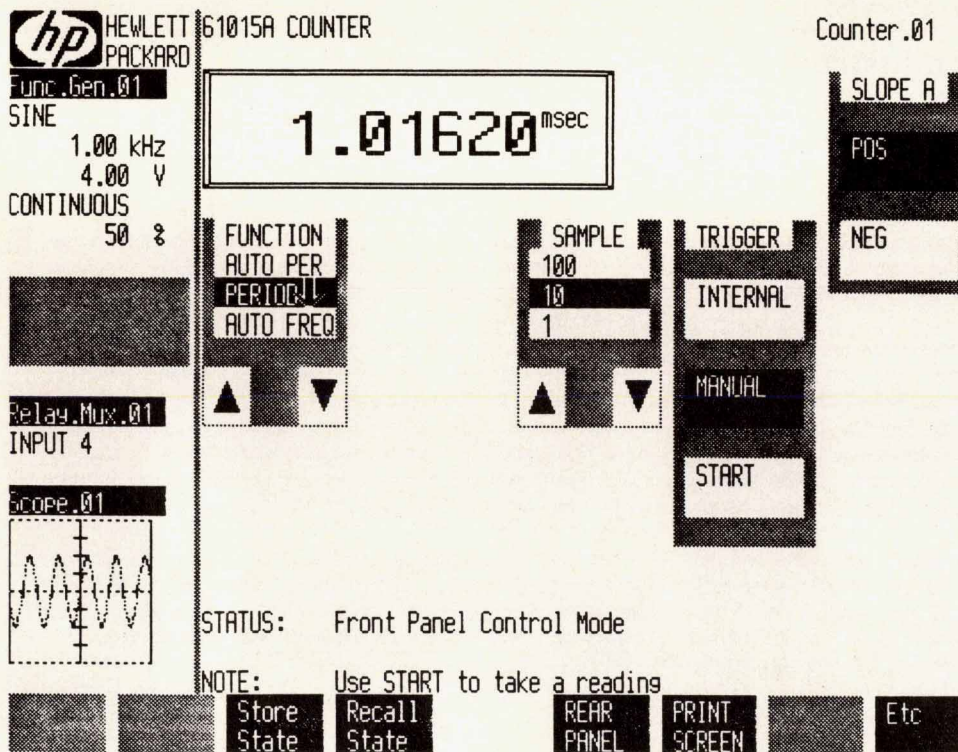 hp HEWLETT
PACKARD
61015A COUNTER
Counter.01
Func.Gen.01
SINE
1.00 kHz
4.00 V
CONTINUOUS
50 %
1.01620 msec
SLOPE A
POS
NEG
FUNCTION
AUTO PER
PERIOD
AUTO FREQ
SAMPLE
100
10
1
TRIGGER
INTERNAL
MANUAL
START
Relay.Mux.01
INPUT 4
Scope.01
STATUS: Front Panel Control Mode
NOTE: Use START to take a reading
Store
State
Recall
State
REAR
PANEL
PRINT
SCREEN
Etc